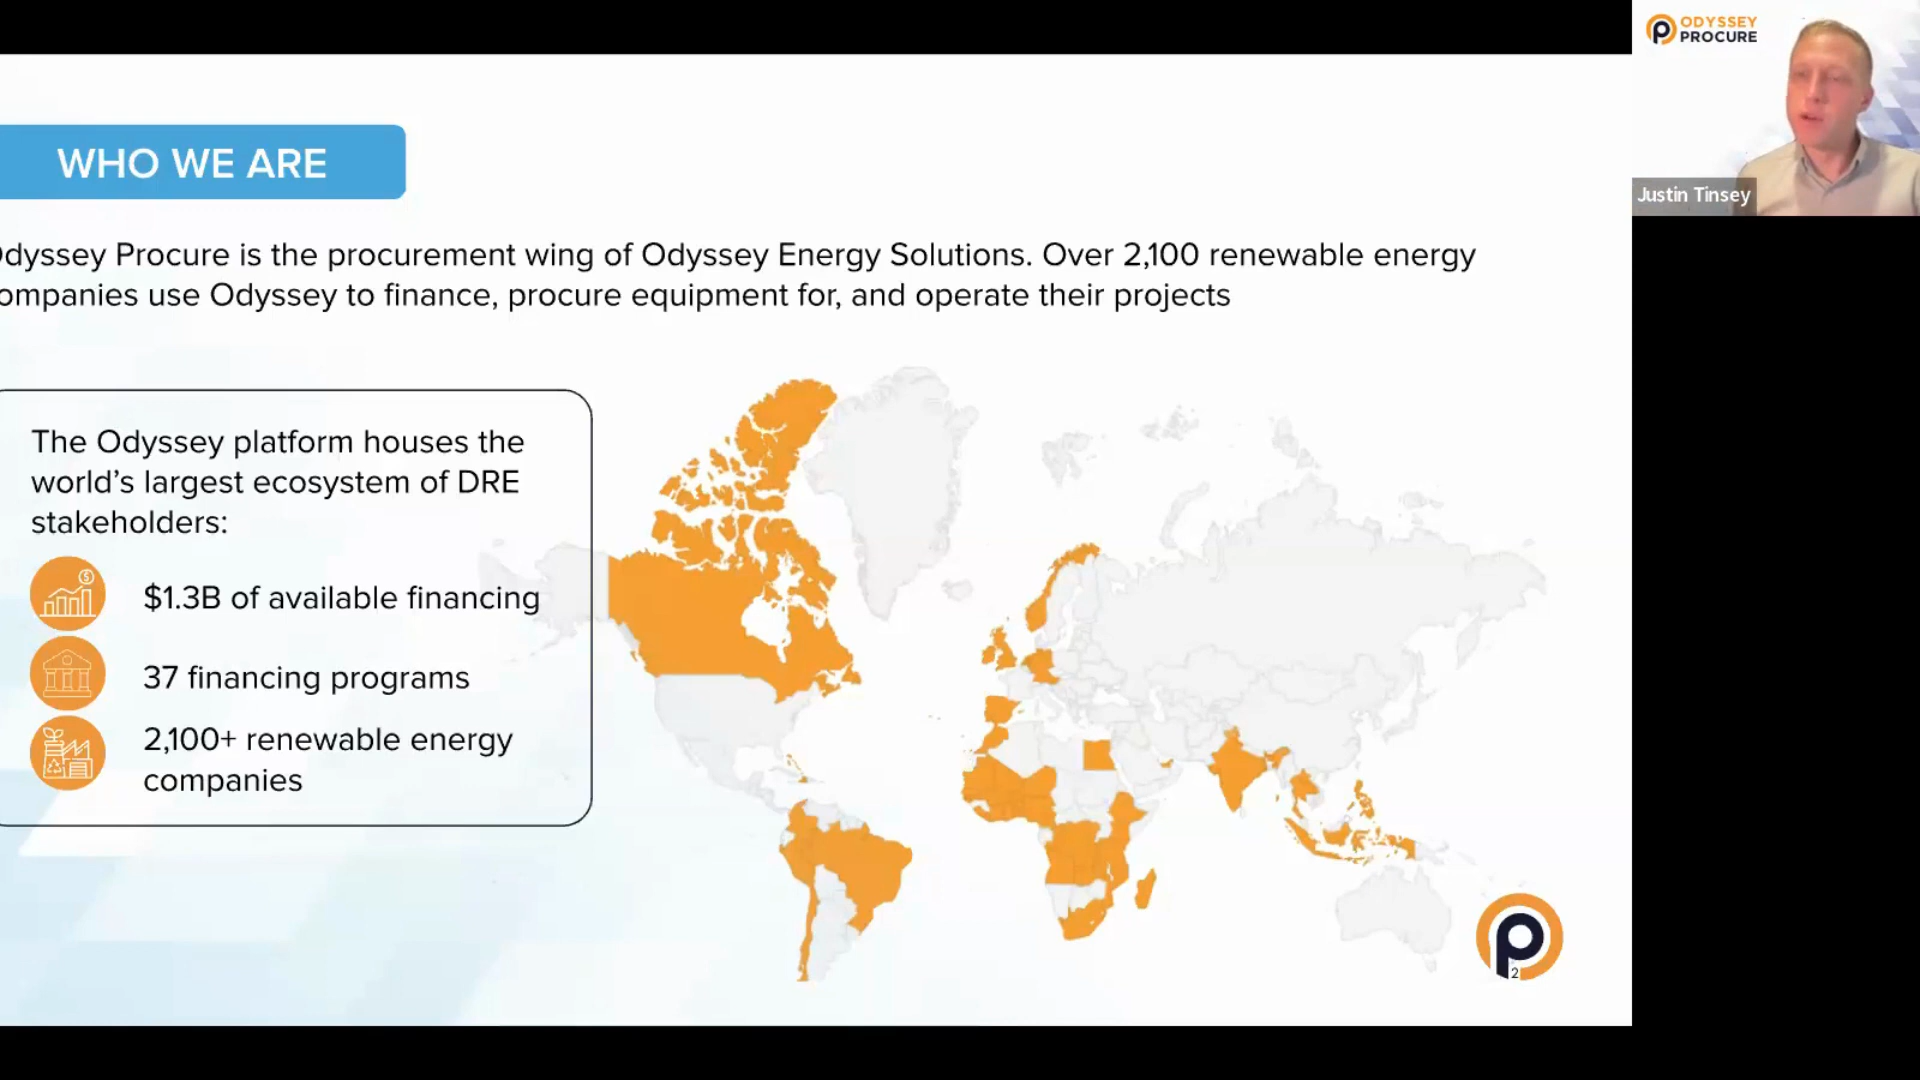 WHO WE ARE
dyssey Procure is the procurement wing of Odyssey Energy Solutions. Over 2,100 renewable energy
ompanies use Odyssey to finance, procure equipment for, and operate their projects
The Odyssey platform houses the
world's largest ecosystem of DRE
stakeholders:
$1.3B of available financing
37 financing programs
2,100+ renewable energy
companies
2
ODYSSEY
PROCURE
Justin Tinsey